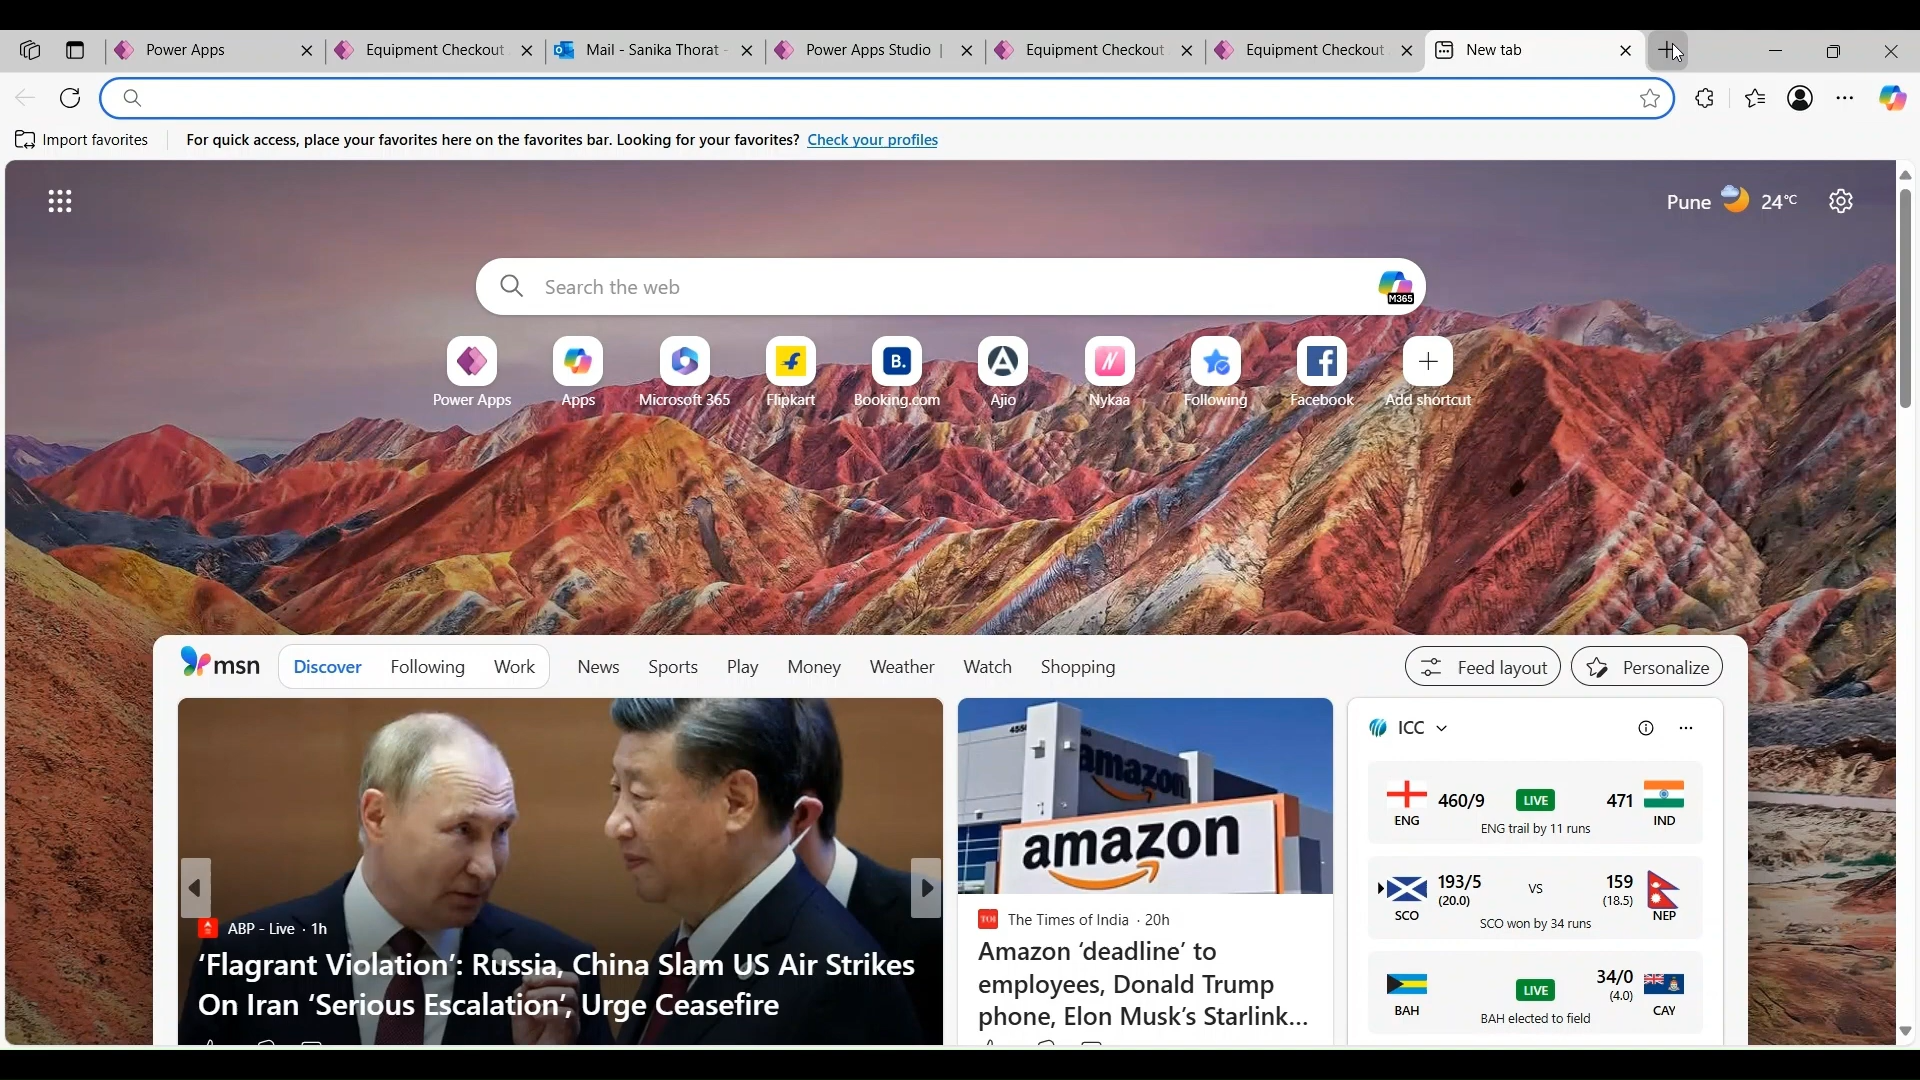 Power Apps
Equipment Checkout
Mail - Sanika Thorat -
Power Apps Studio |
Equipment Checkout
Equipment Checkout
New tab
Import favorites
For quick access, place your favorites here on the favorites bar. Looking for your favorites? Check your profiles
Pune 24°C
Search the web
M365
Power Apps
Apps
Microsoft 365
Flipkart
B.
Booking.com
Ajio
Nykaa
Following
Facebook
Add shortcut
msn
Discover
Following
Work
News
Sports
Play
Money
Weather
Watch
Shopping
Feed layout
Personalize
ABP - Live · 1h
‘Flagrant Violation’: Russia, China Slam US Air Strikes
On Iran ‘Serious Escalation’, Urge Ceasefire
amazon
amazon
TOI The Times of India · 20h
Amazon ‘deadline’ to
employees, Donald Trump
phone, Elon Musk’s Starlink...
ICC
ENG 460/9 LIVE 471 IND
ENG trail by 11 runs
SCO 193/5 (20.0) VS 159 (18.5) NEP
SCO won by 34 runs
BAH LIVE 34/0 (4.0) CAY
BAH elected to field